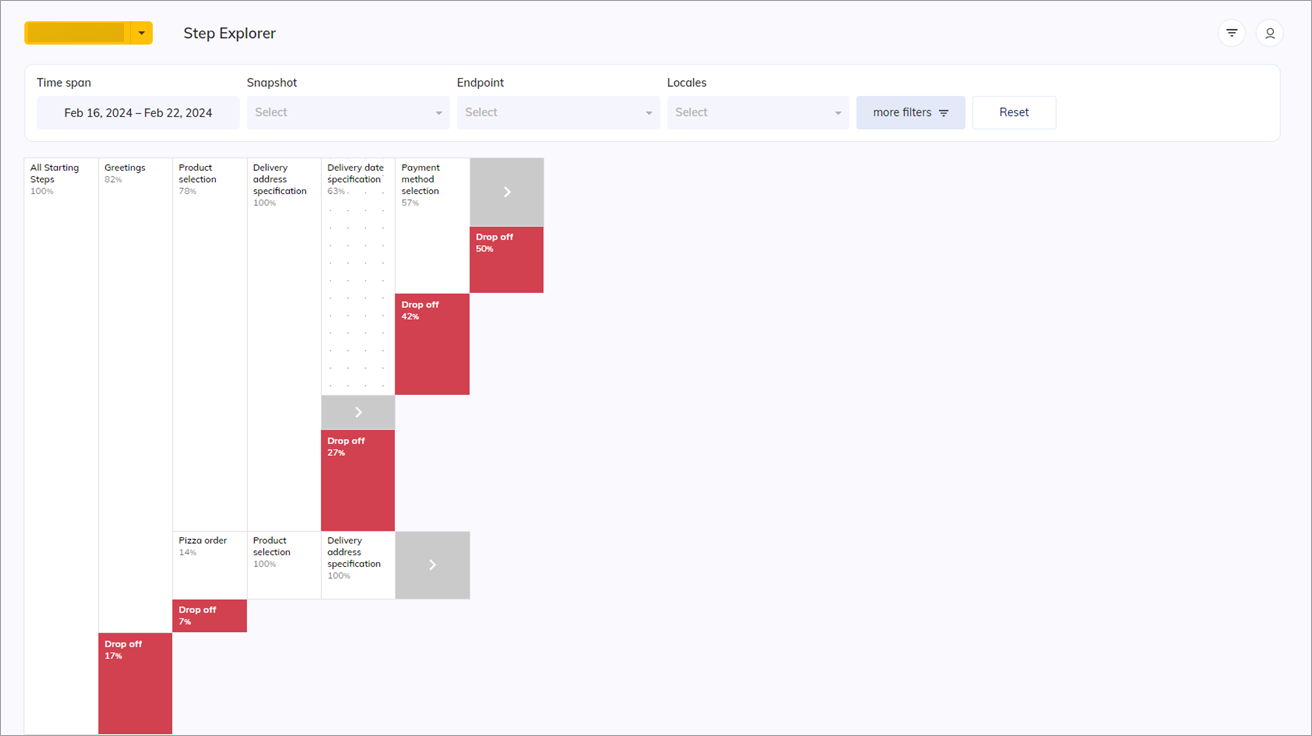 Step Explorer
Time span
Snapshot
Endpoint
Locales
Feb 16, 2024 – Feb 22, 2024
Select
Select
Select
more filters
Reset
All Starting
Steps
100%
Greetings
82%
Product
selection
78%
Delivery
address
specification
100%
Delivery date
specification
63%
Payment
method
selection
57%
Drop off
50%
Drop off
42%
Drop off
27%
Pizza order
14%
Product
selection
100%
Delivery
address
specification
100%
Drop off
7%
Drop off
17%